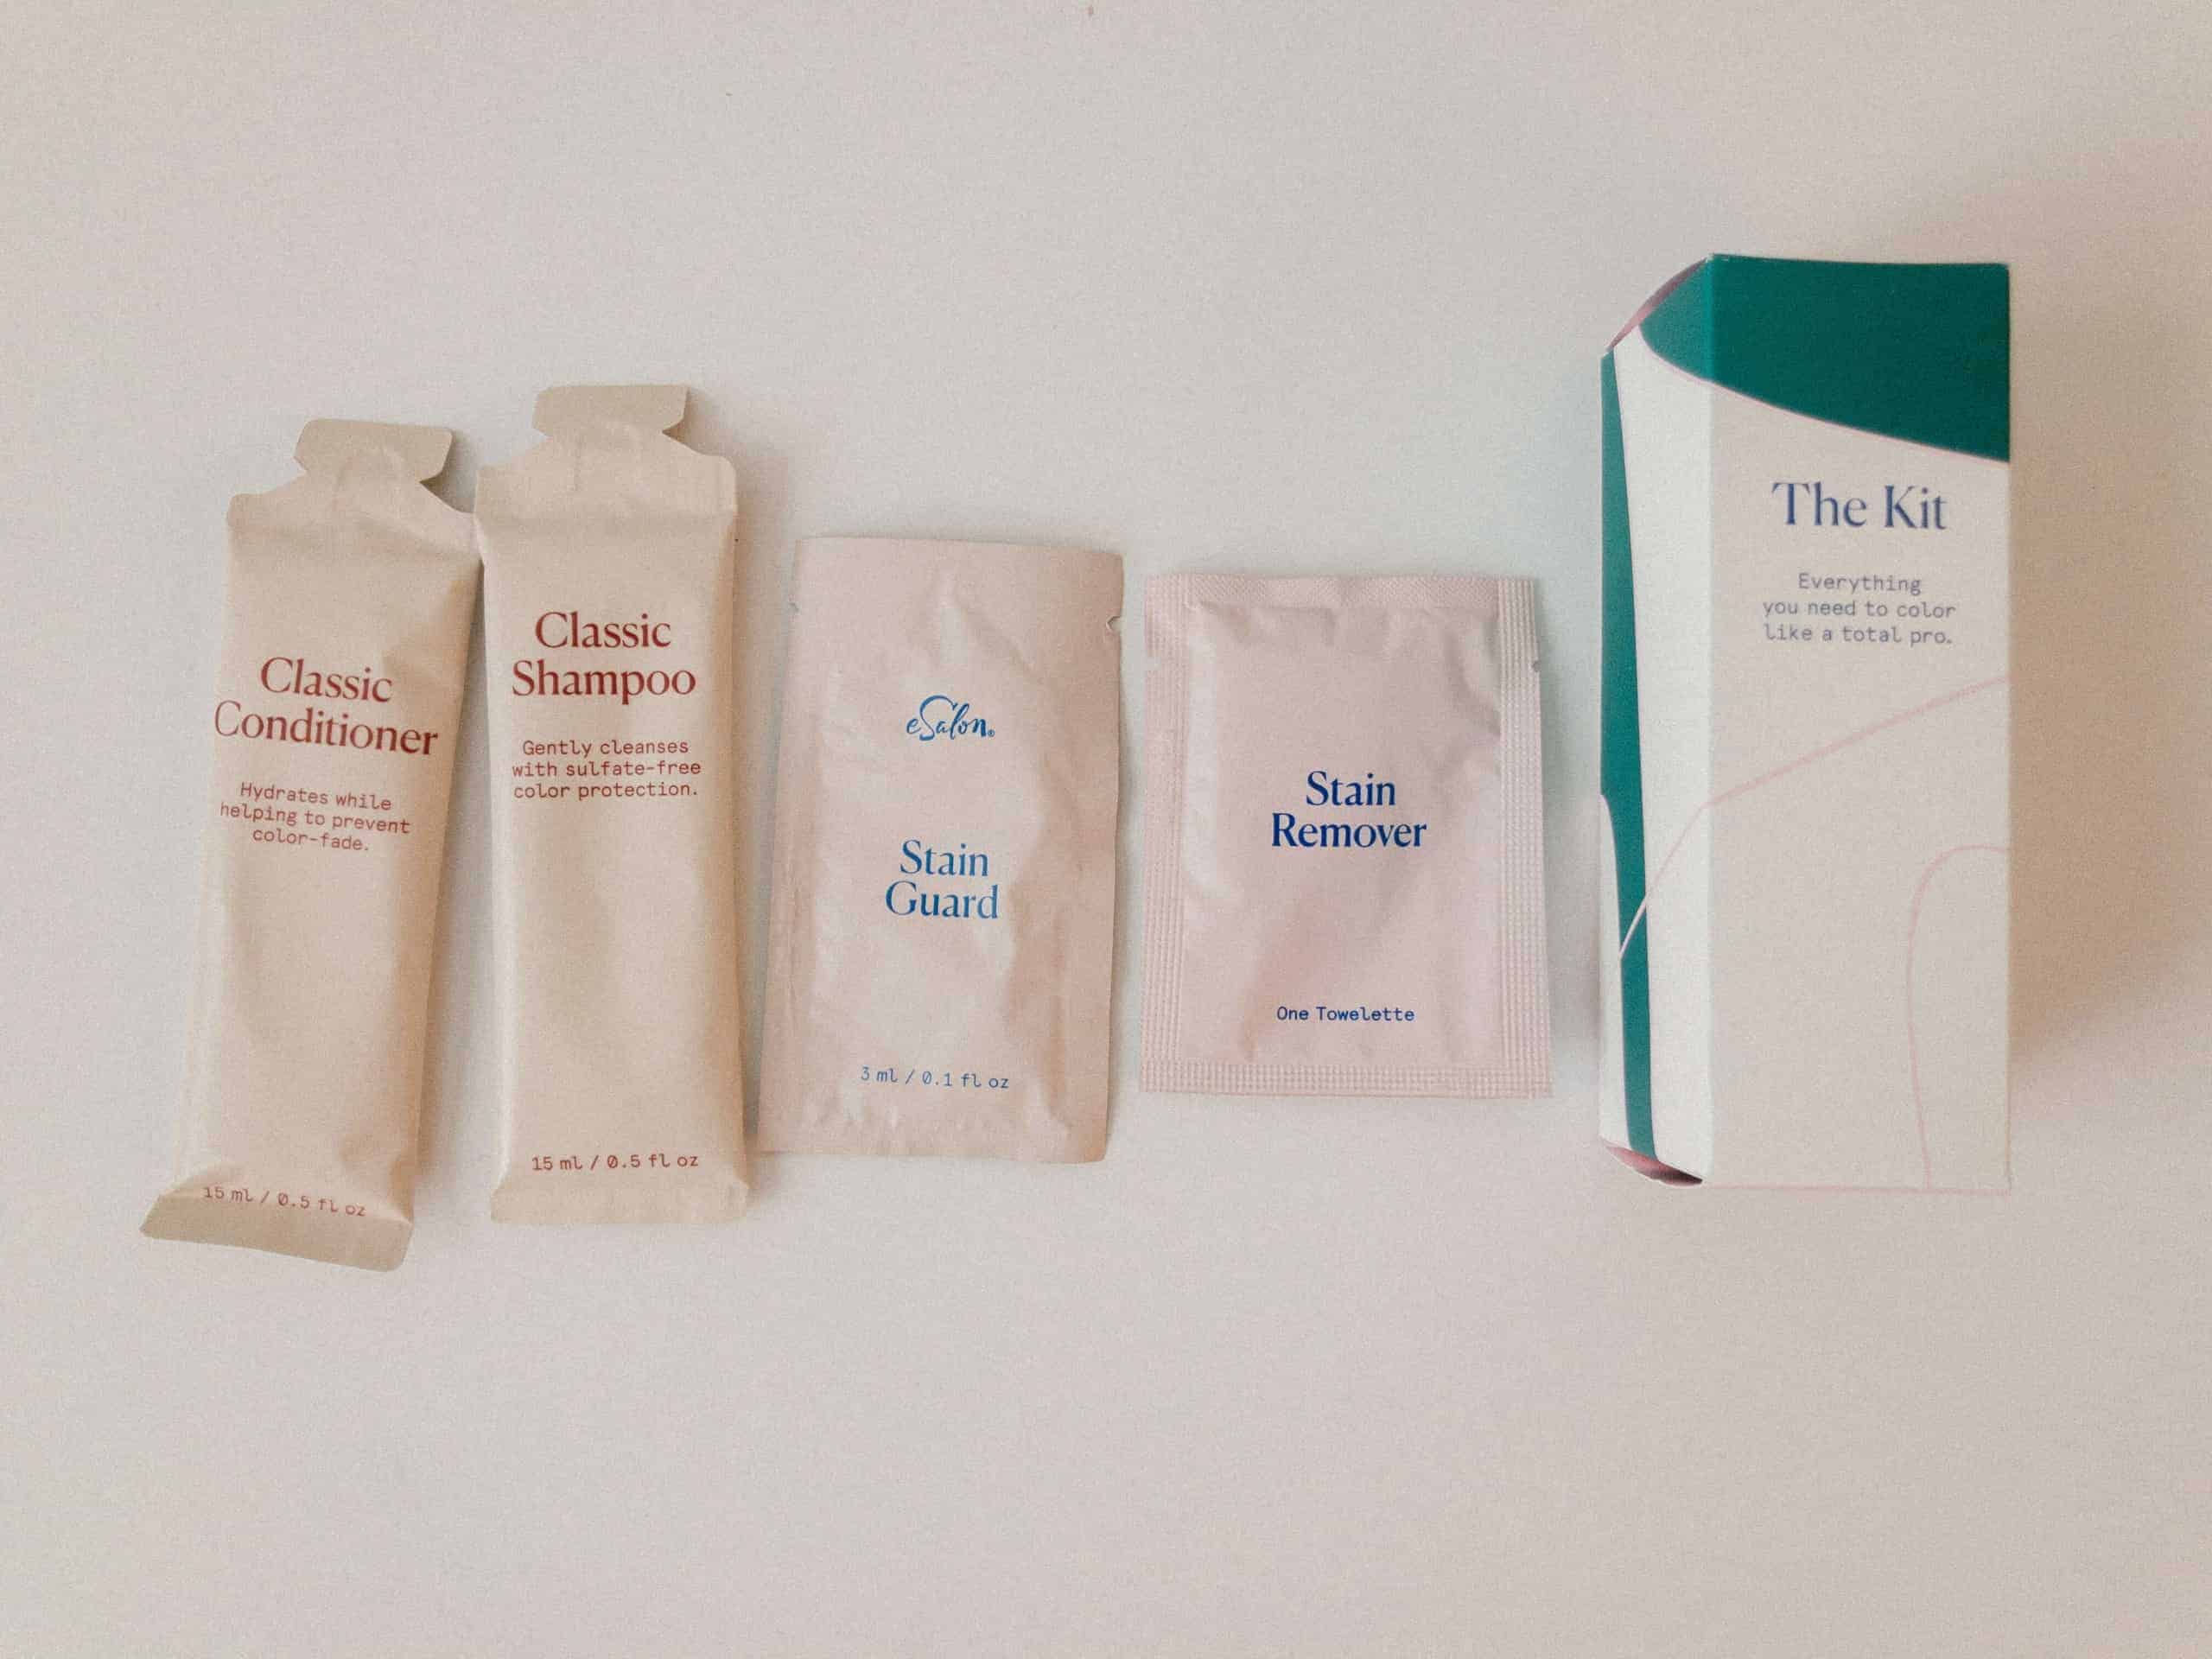 Classic
Conditioner
Hydrates while
helping to prevent
color-fade.
15 ml / 0.5 fl oz
Classic
Shampoo
Gently cleanses
with sulfate-free
color protection.
15 ml / 0.5 fl oz
eSalon®
Stain
Guard
3 ml / 0.1 fl oz
Stain
Remover
One Towelette
The Kit
Everything
you need to color
like a total pro.